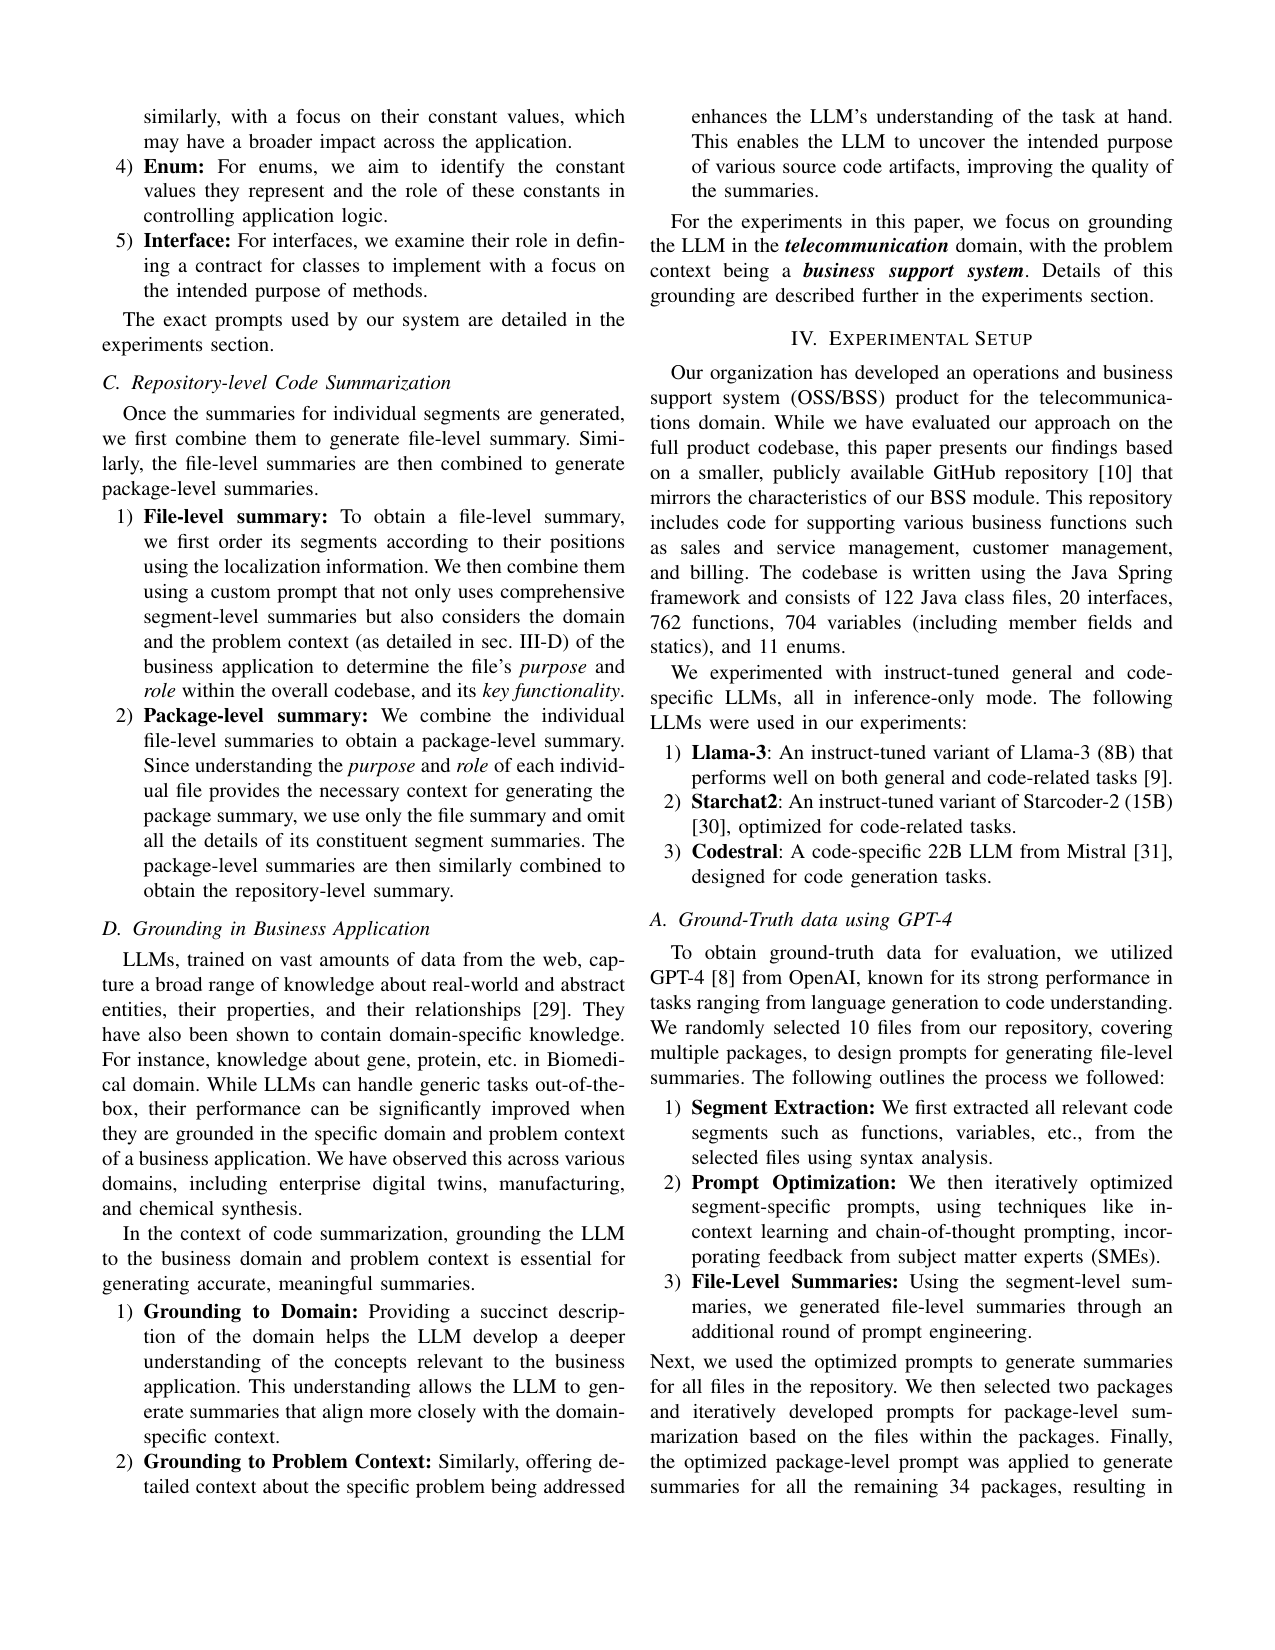 similarly, with a focus on their constant values, which
may have a broader impact across the application.
4) Enum: For enums, we aim to identify the constant
values they represent and the role of these constants in
controlling application logic.
5) Interface: For interfaces, we examine their role in defin-
ing a contract for classes to implement with a focus on
the intended purpose of methods.
The exact prompts used by our system are detailed in the
experiments section.
C. Repository-level Code Summarization
Once the summaries for individual segments are generated,
we first combine them to generate file-level summary. Simi-
larly, the file-level summaries are then combined to generate
package-level summaries.
1) File-level summary: To obtain a file-level summary,
we first order its segments according to their positions
using the localization information. We then combine them
using a custom prompt that not only uses comprehensive
segment-level summaries but also considers the domain
and the problem context (as detailed in sec. III-D) of the
business application to determine the file's purpose and
role within the overall codebase, and its key functionality.
2) Package-level summary: We combine the individual
file-level summaries to obtain a package-level summary.
Since understanding the purpose and role of each individ-
ual file provides the necessary context for generating the
package summary, we use only the file summary and omit
all the details of its constituent segment summaries. The
package-level summaries are then similarly combined to
obtain the repository-level summary.
D. Grounding in Business Application
LLMs, trained on vast amounts of data from the web, cap-
ture a broad range of knowledge about real-world and abstract
entities, their properties, and their relationships [29]. They
have also been shown to contain domain-specific knowledge.
For instance, knowledge about gene, protein, etc. in Biomedi-
cal domain. While LLMs can handle generic tasks out-of-the-
box, their performance can be significantly improved when
they are grounded in the specific domain and problem context
of a business application. We have observed this across various
domains, including enterprise digital twins, manufacturing,
and chemical synthesis.
In the context of code summarization, grounding the LLM
to the business domain and problem context is essential for
generating accurate, meaningful summaries.
1) Grounding to Domain: Providing a succinct descrip-
tion of the domain helps the LLM develop a deeper
understanding of the concepts relevant to the business
application. This understanding allows the LLM to gen-
erate summaries that align more closely with the domain-
specific context.
2) Grounding to Problem Context: Similarly, offering de-
tailed context about the specific problem being addressed
enhances the LLM's understanding of the task at hand.
This enables the LLM to uncover the intended purpose
of various source code artifacts, improving the quality of
the summaries.
For the experiments in this paper, we focus on grounding
the LLM in the telecommunication domain, with the problem
context being a business support system. Details of this
grounding are described further in the experiments section.
IV. EXPERIMENTAL SETUP
Our organization has developed an operations and business
support system (OSS/BSS) product for the telecommunica-
tions domain. While we have evaluated our approach on the
full product codebase, this paper presents our findings based
on a smaller, publicly available GitHub repository [10] that
mirrors the characteristics of our BSS module. This repository
includes code for supporting various business functions such
as sales and service management, customer management,
and billing. The codebase is written using the Java Spring
framework and consists of 122 Java class files, 20 interfaces,
762 functions, 704 variables (including member fields and
statics), and 11 enums.
We experimented with instruct-tuned general and code-
specific LLMs, all in inference-only mode. The following
LLMs were used in our experiments:
1) Llama-3: An instruct-tuned variant of Llama-3 (8B) that
performs well on both general and code-related tasks [9].
2) Starchat2: An instruct-tuned variant of Starcoder-2 (15B)
[30], optimized for code-related tasks.
3) Codestral: A code-specific 22B LLM from Mistral [31],
designed for code generation tasks.
A. Ground-Truth data using GPT-4
To obtain ground-truth data for evaluation, we utilized
GPT-4 [8] from OpenAI, known for its strong performance in
tasks ranging from language generation to code understanding.
We randomly selected 10 files from our repository, covering
multiple packages, to design prompts for generating file-level
summaries. The following outlines the process we followed:
1) Segment Extraction: We first extracted all relevant code
segments such as functions, variables, etc., from the
selected files using syntax analysis.
2) Prompt Optimization: We then iteratively optimized
segment-specific prompts, using techniques like in-
context learning and chain-of-thought prompting, incor-
porating feedback from subject matter experts (SMEs).
3) File-Level Summaries: Using the segment-level sum-
maries, we generated file-level summaries through an
additional round of prompt engineering.
Next, we used the optimized prompts to generate summaries
for all files in the repository. We then selected two packages
and iteratively developed prompts for package-level sum-
marization based on the files within the packages. Finally,
the optimized package-level prompt was applied to generate
summaries for all the remaining 34 packages, resulting in